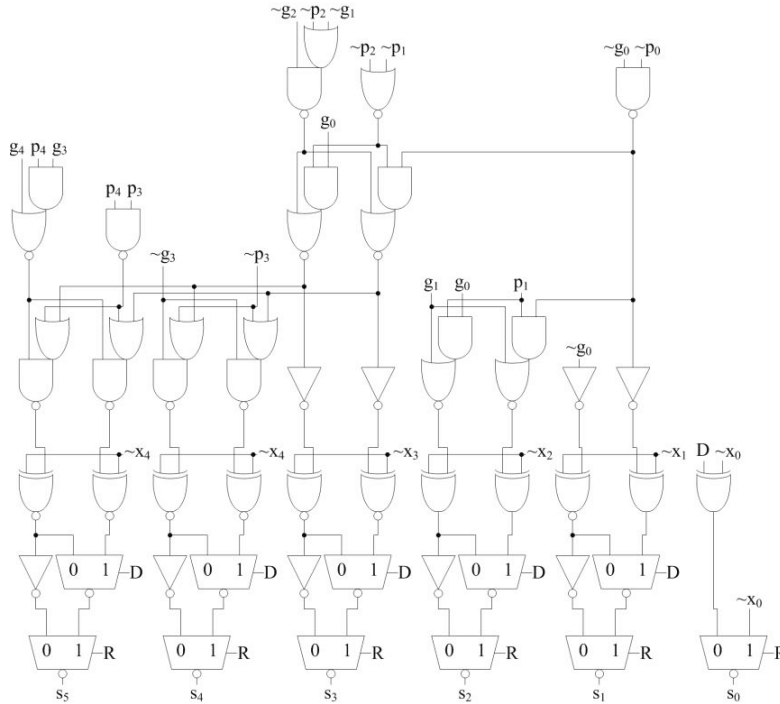 ~g₂ ~p₂ ~g₁
~p₂ ~p₁
~g₀ ~p₀
g₀
g₄ p₄ g₃
p₄ p₃
~g₃ ~p₃
g₁ g₀ p₁
~g₀
~x₄ ~x₄ ~x₃ ~x₂ ~x₁ D ~x₀
0 1 D 0 1 D 0 1 D 0 1 D 0 1 D
~x₀
0 1 R 0 1 R 0 1 R 0 1 R 0 1 R 0 1
s₅ s₄ s₃ s₂ s₁ s₀